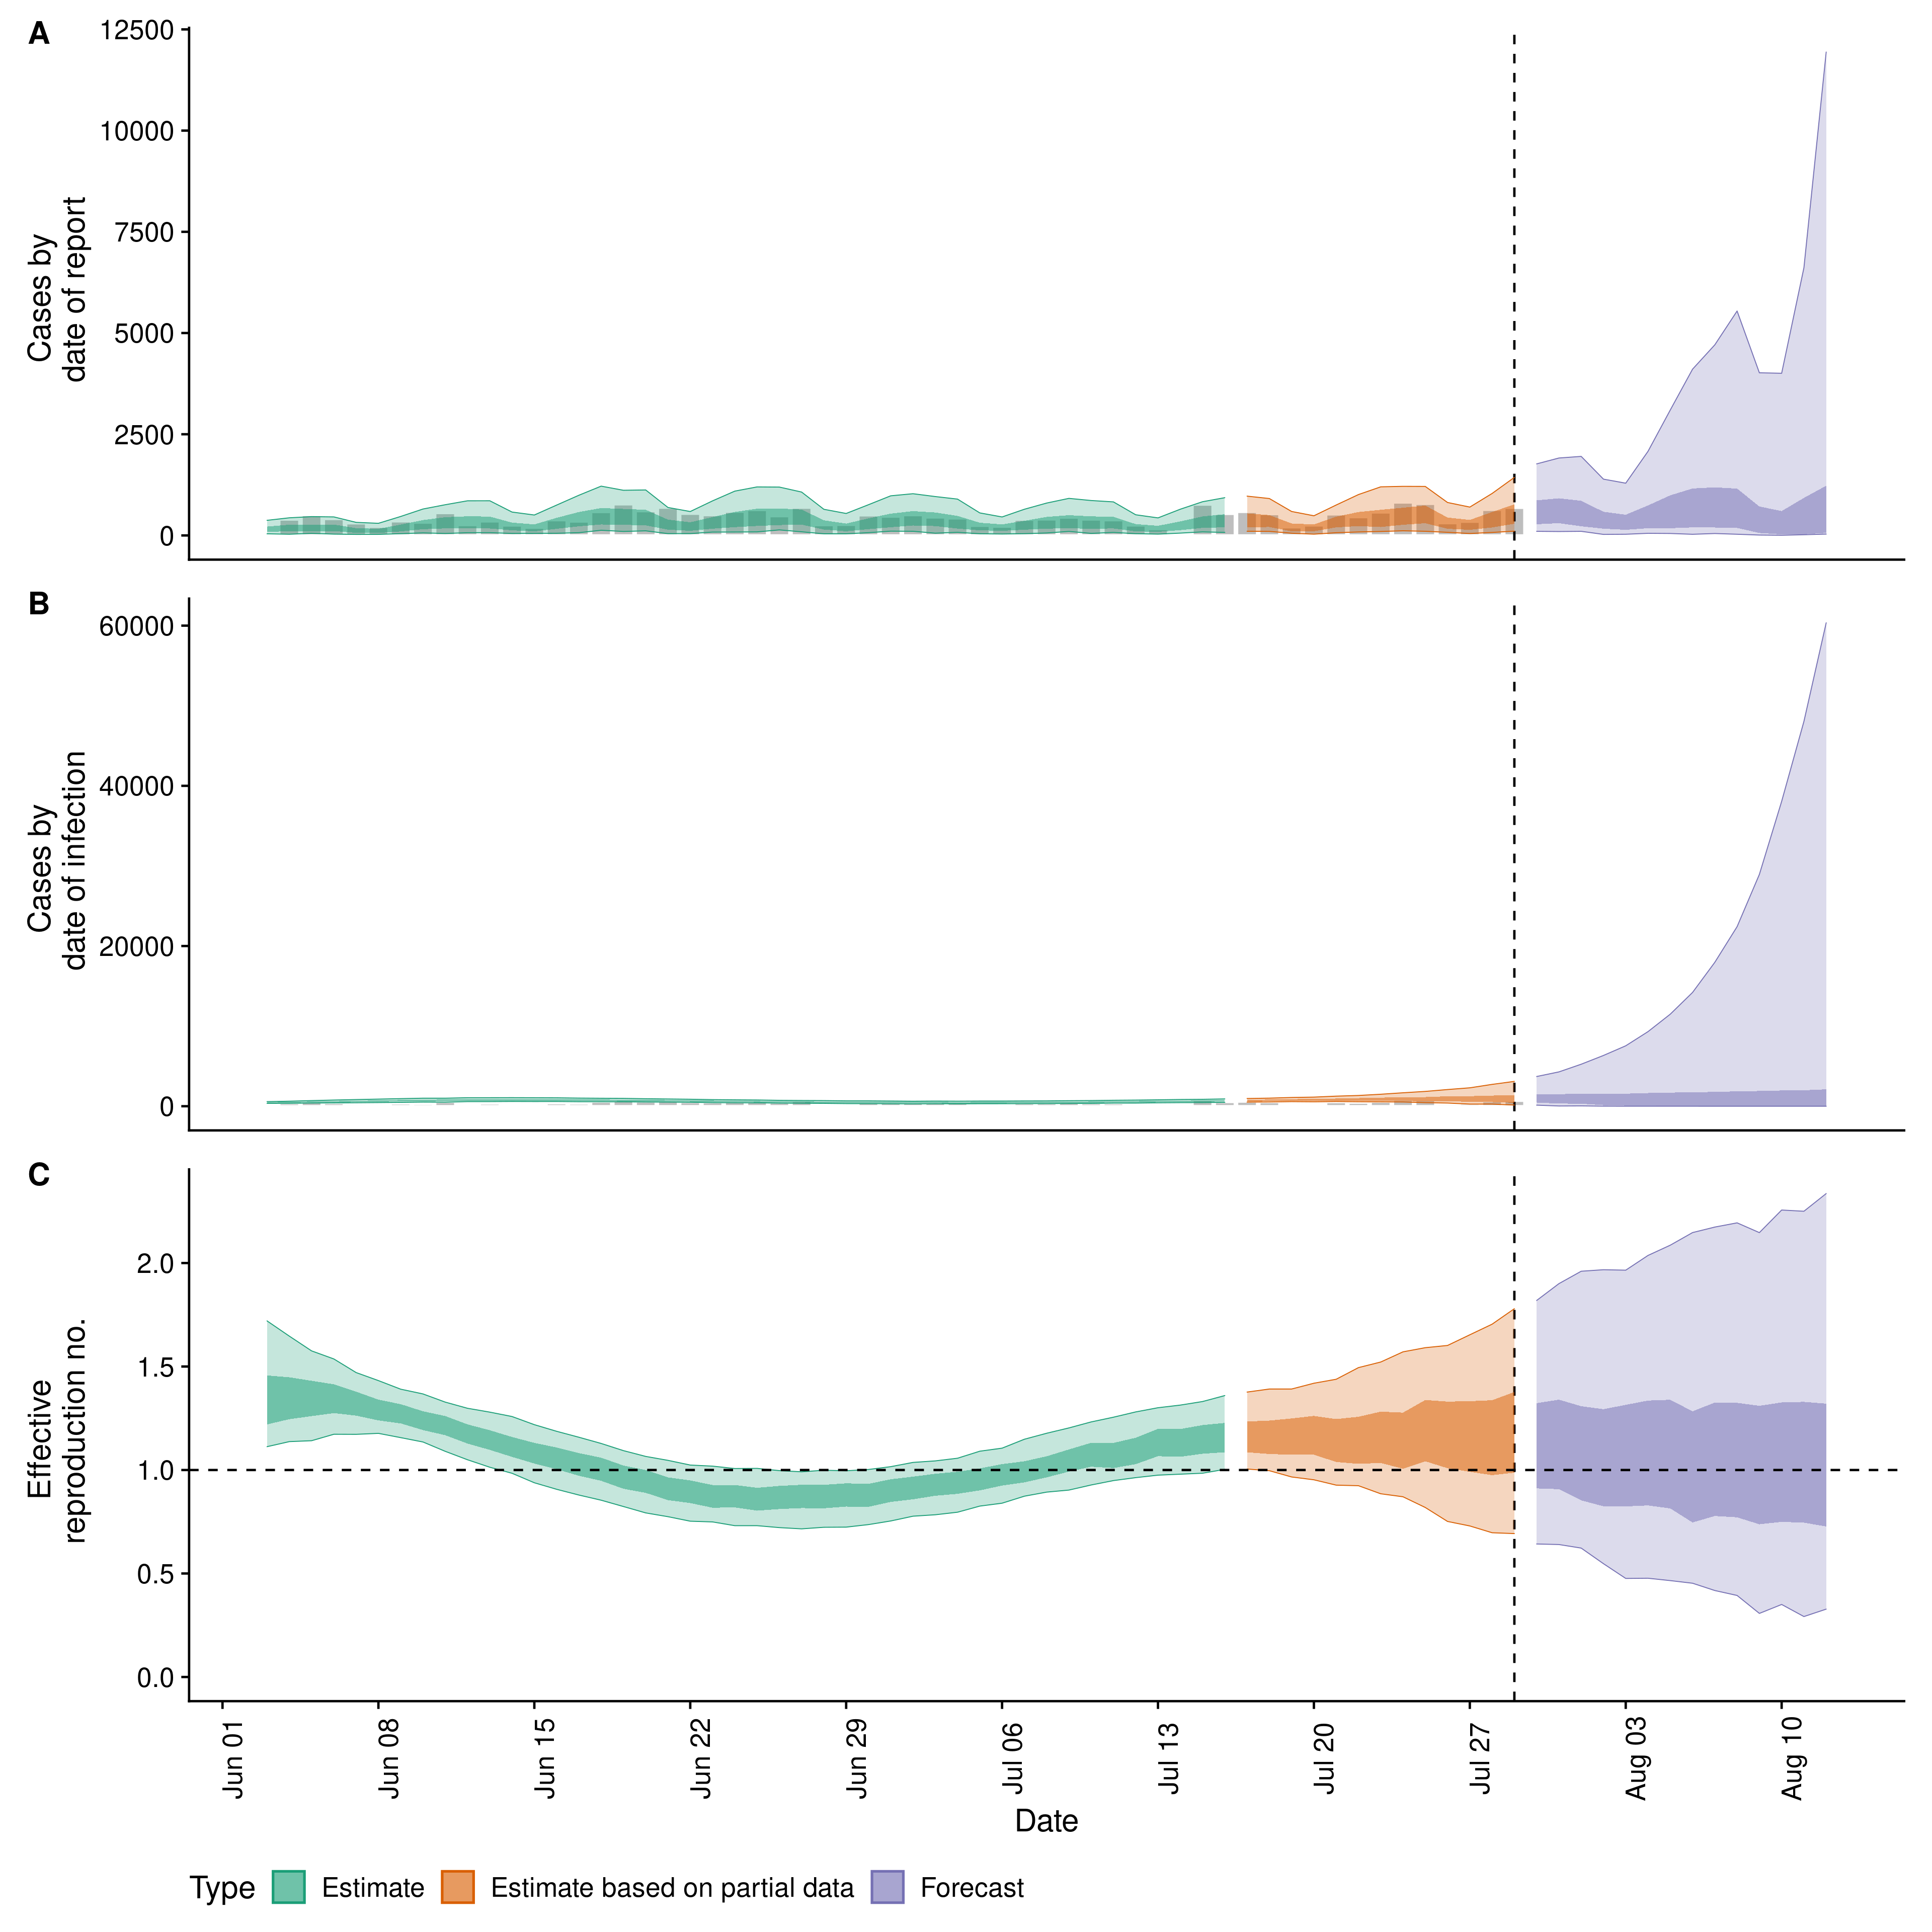 A
12500
10000
7500
5000
2500
0
Cases by
date of report
B
60000
40000
20000
0
Cases by
date of infection
C
2.0
1.5
1.0
0.5
0.0
Effective
reproduction no.
Jun 01
Jun 08
Jun 15
Jun 22
Jun 29
Jul 06
Jul 13
Jul 20
Jul 27
Aug 03
Aug 10
Date
Type Estimate Estimate based on partial data Forecast